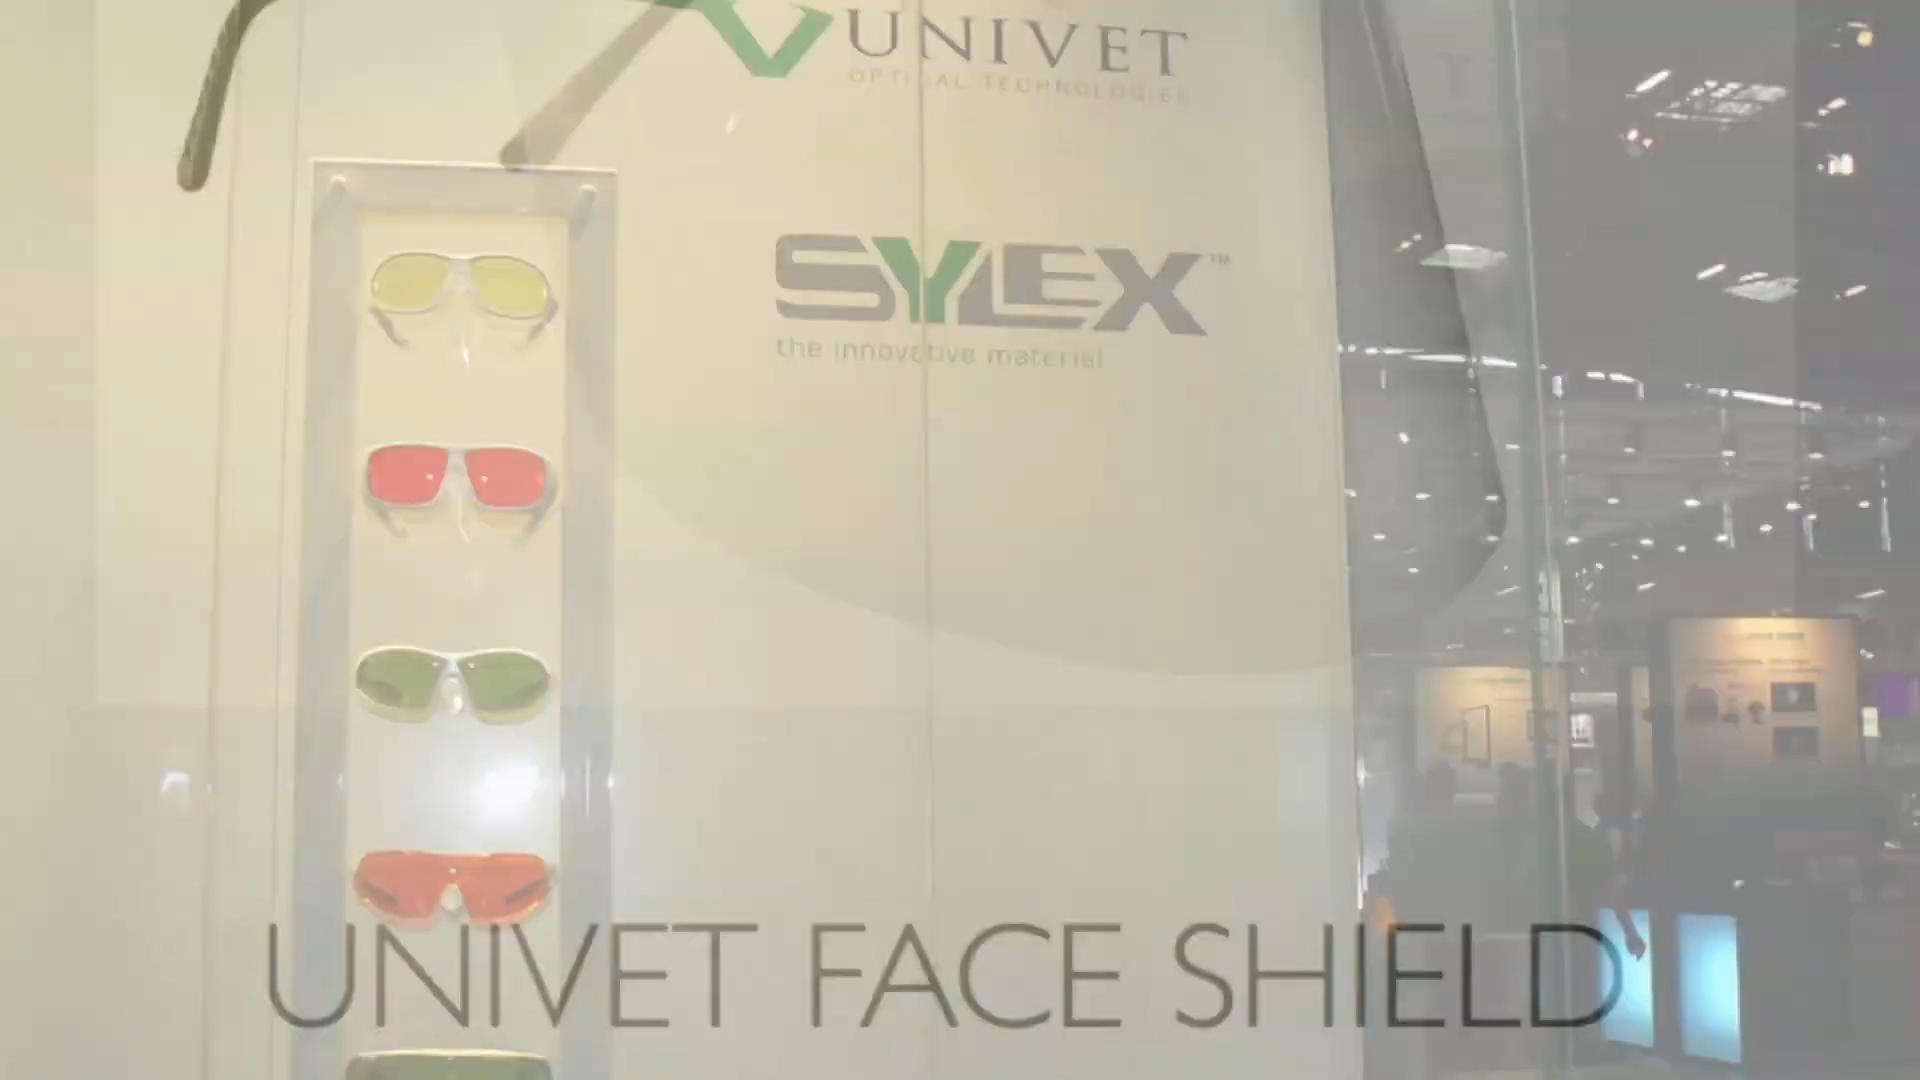 UNIVET
OPTICAL TECHNOLOGIES
SYLEX™
the innovative material
UNIVET FACE SHIELD